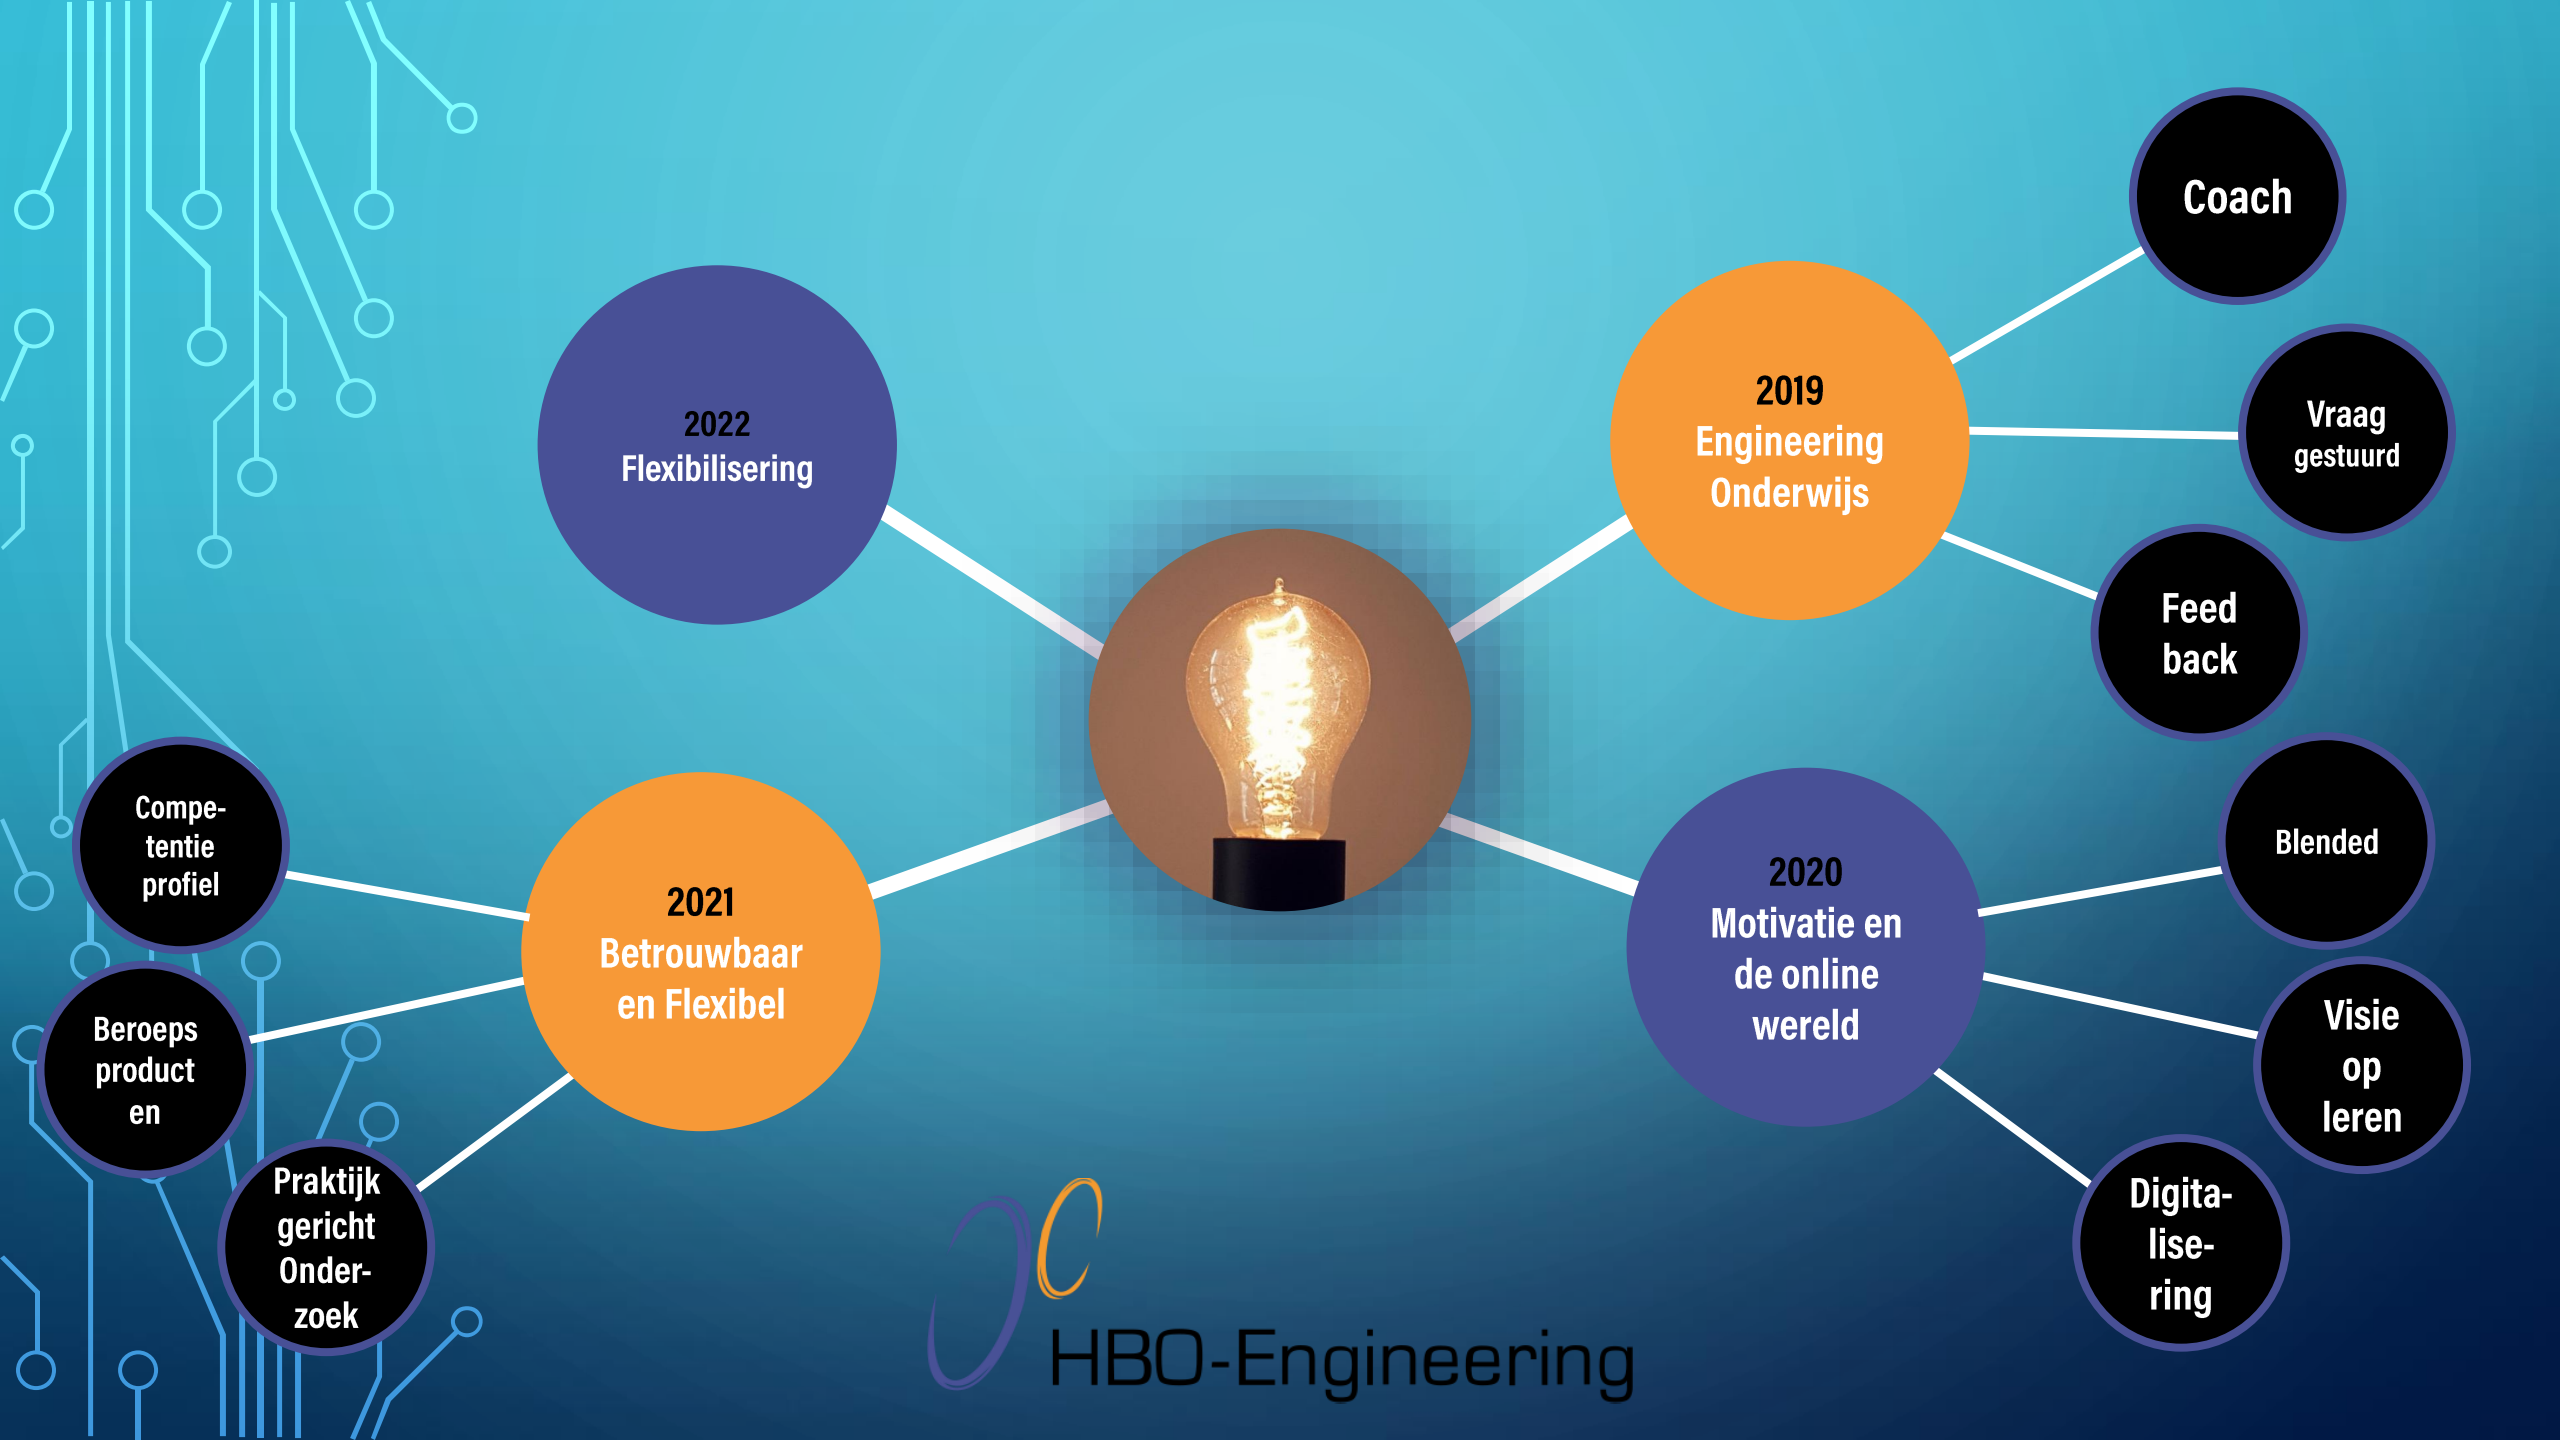 2022
Flexibilisering
2019
Engineering
Onderwijs
Coach
Vraag
gestuurd
Feed
back
2021
Betrouwbaar
en Flexibel
Compe-
tentie
profiel
Beroeps
product
en
Praktijk
gericht
Onder-
zoek
2020
Motivatie en
de online
wereld
Blended
Visie
op
leren
Digita-
lise-
ring
HBO-Engineering